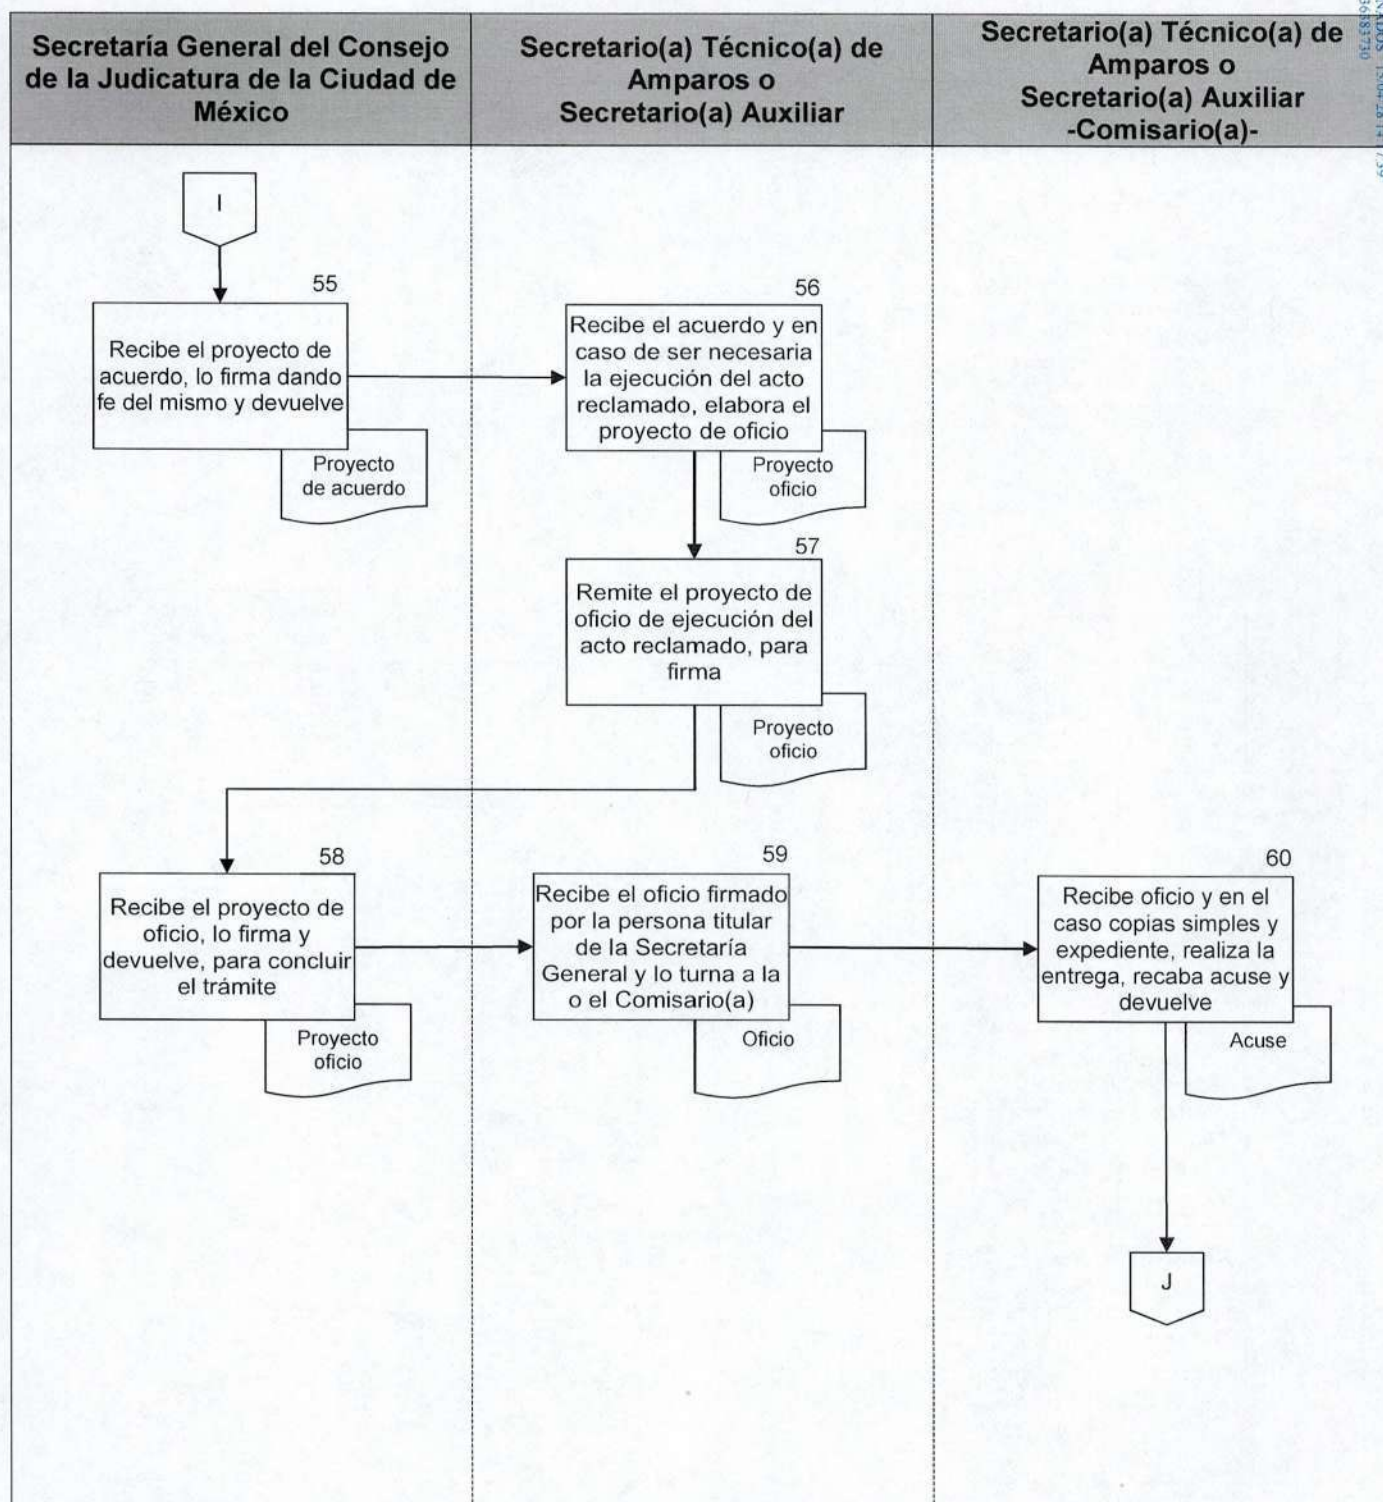 Secretaría General del Consejo
de la Judicatura de la Ciudad de
México
Secretario(a) Técnico(a) de
Amparos o
Secretario(a) Auxiliar
Secretario(a) Técnico(a) de
Amparos o
Secretario(a) Auxiliar
-Comisario(a)-
I
55
Recibe el proyecto de
acuerdo, lo firma dando
fe del mismo y devuelve
Proyecto
de acuerdo
56
Recibe el acuerdo y en
caso de ser necesaria
la ejecución del acto
reclamado, elabora el
proyecto de oficio
Proyecto
oficio
57
Remite el proyecto de
oficio de ejecución del
acto reclamado, para
firma
Proyecto
oficio
58
Recibe el proyecto de
oficio, lo firma y
devuelve, para concluir
el trámite
Proyecto
oficio
59
Recibe el oficio firmado
por la persona titular
de la Secretaría
General y lo turna a la
o el Comisario(a)
Oficio
60
Recibe oficio y en el
caso copias simples y
expediente, realiza la
entrega, recaba acuse y
devuelve
Acuse
J